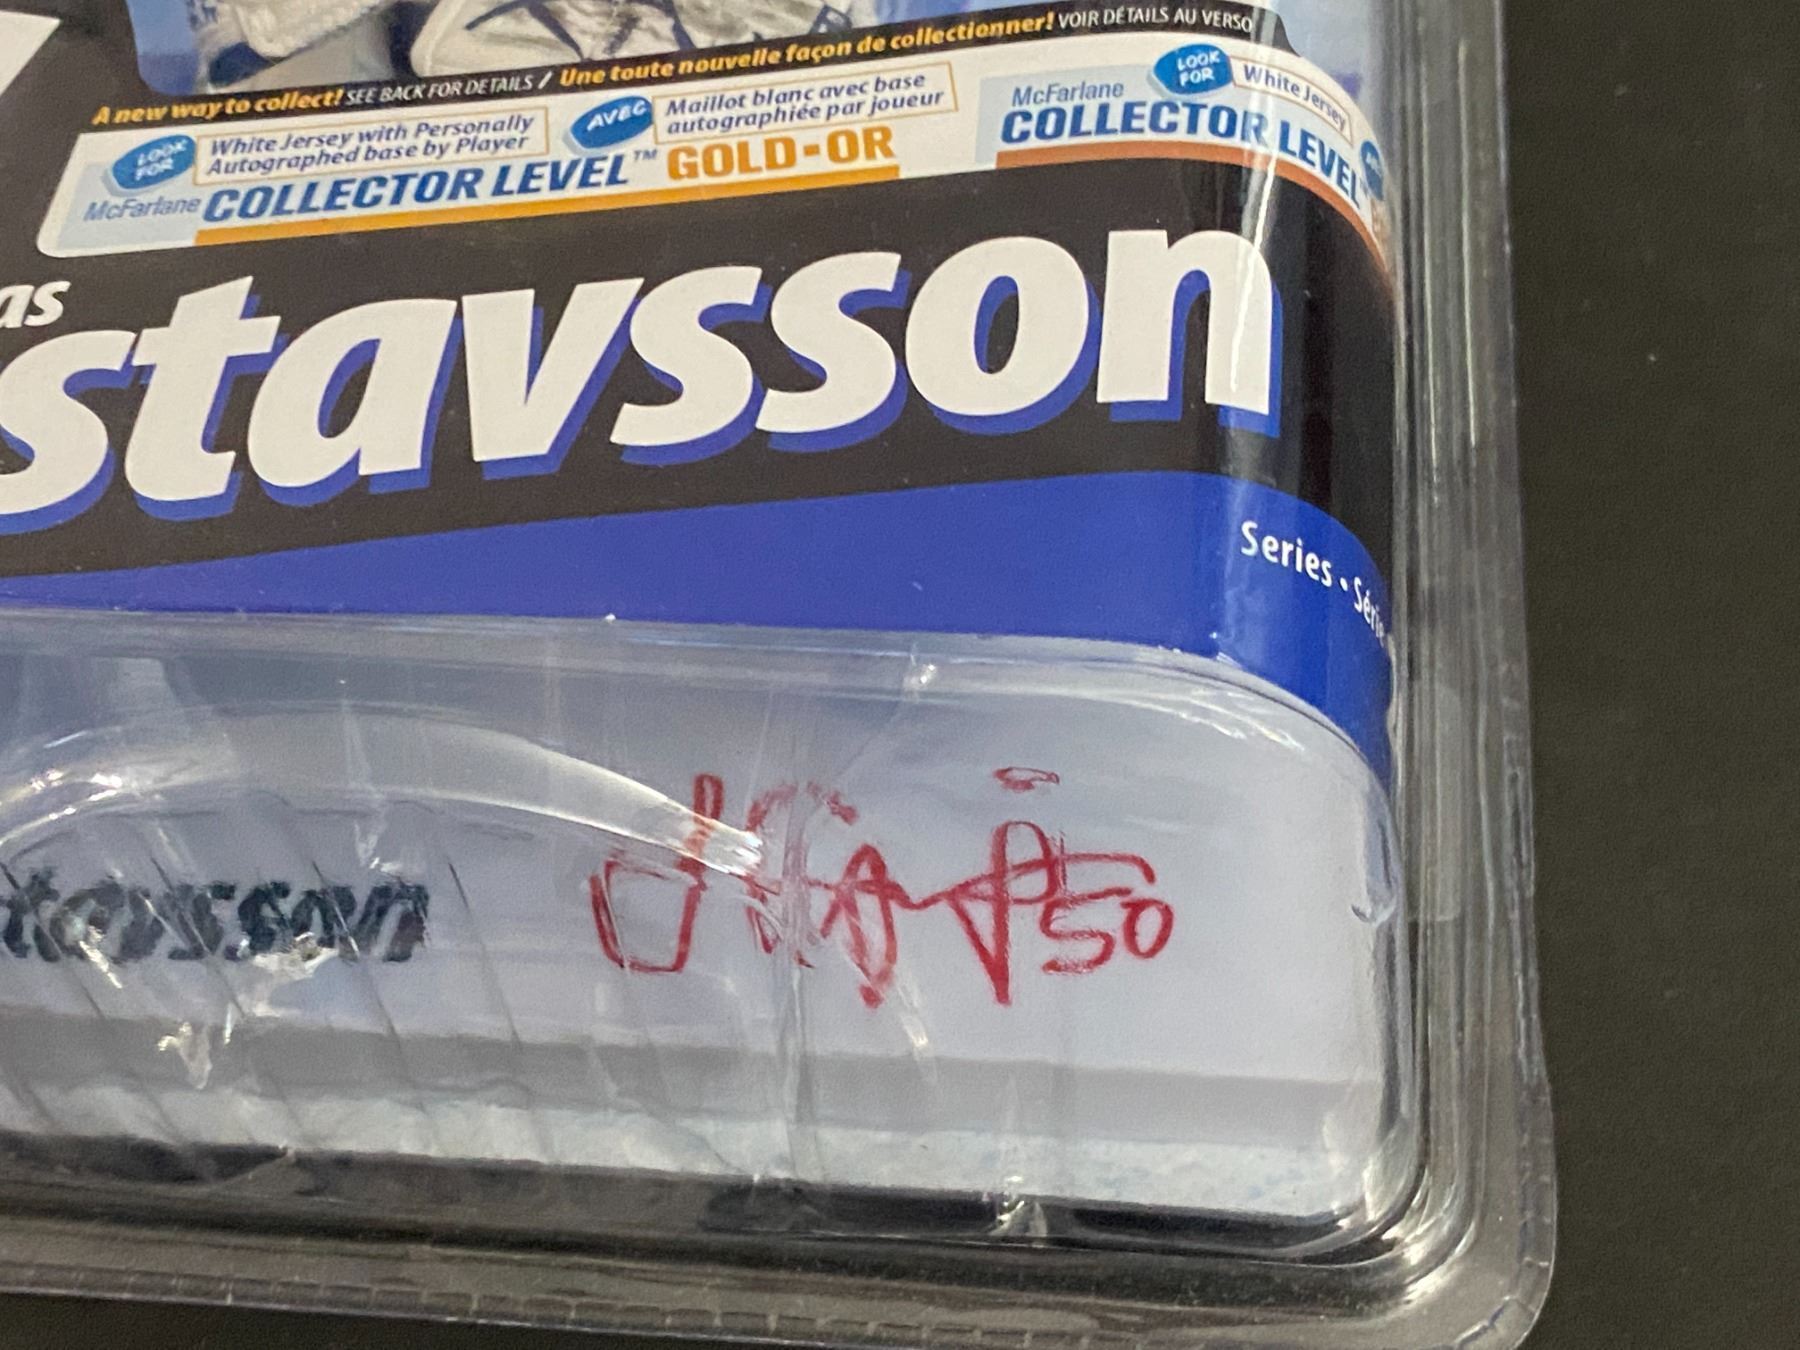 A new way to collect! SEE BACK FOR DETAILS / Une toute nouvelle façon de collectionner! VOIR DÉTAILS AU VERSO
LOOK FOR
White Jersey with Personally
Autographed base by Player
AVEC
Maillot blanc avec base
autographiée par joueur
McFarlane COLLECTOR LEVEL™ GOLD-OR
LOOK FOR
White Jersey
McFarlane
COLLECTOR LEVEL™
as
stavsson
Series • Série
tavsson
50